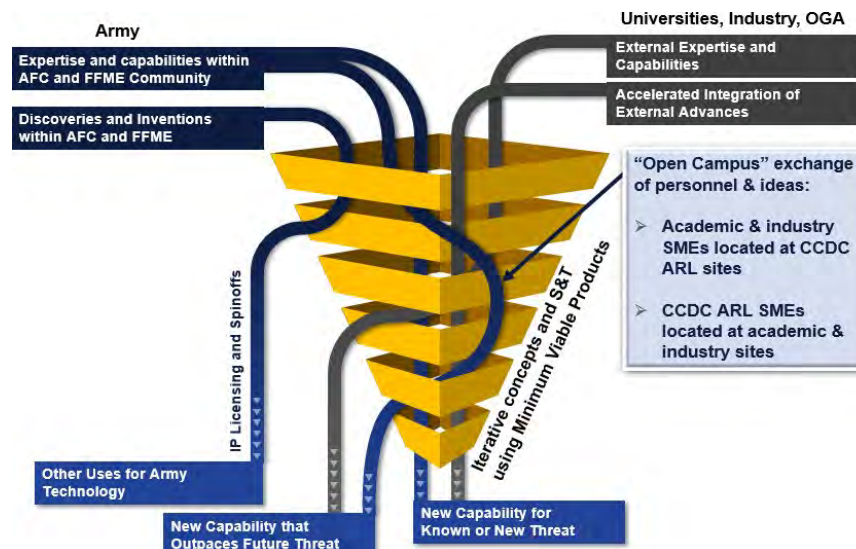 Army
Universities, Industry, OGA
Expertise and capabilities within
AFC and FFME Community
External Expertise and
Capabilities
Discoveries and Inventions
within AFC and FFME
Accelerated Integration of
External Advances
“Open Campus” exchange
of personnel & ideas:
➢ Academic & industry
SMEs located at CCDC
ARL sites
➢ CCDC ARL SMEs
located at academic &
industry sites
IP Licensing and Spinoffs
Iterative concepts and S&T
using Minimum Viable Products
Other Uses for Army
Technology
New Capability that
Outpaces Future Threat
New Capability for
Known or New Threat